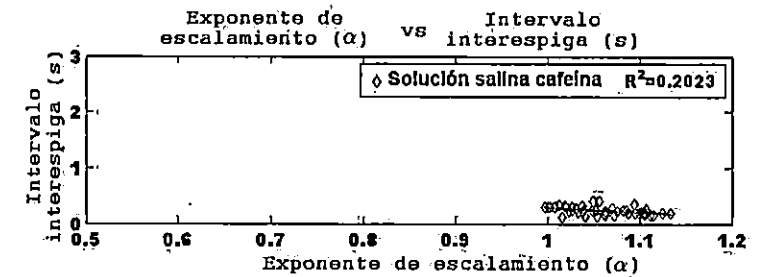 Exponente de escalamiento (α) vs Intervalo interespiga (s)
Solución salina cafeína R²=0.2023
Intervalo interespiga (s)
3
2
1
0
0.5 0.6 0.7 0.8 0.9 1 1.1 1.2
Exponente de escalamiento (α)